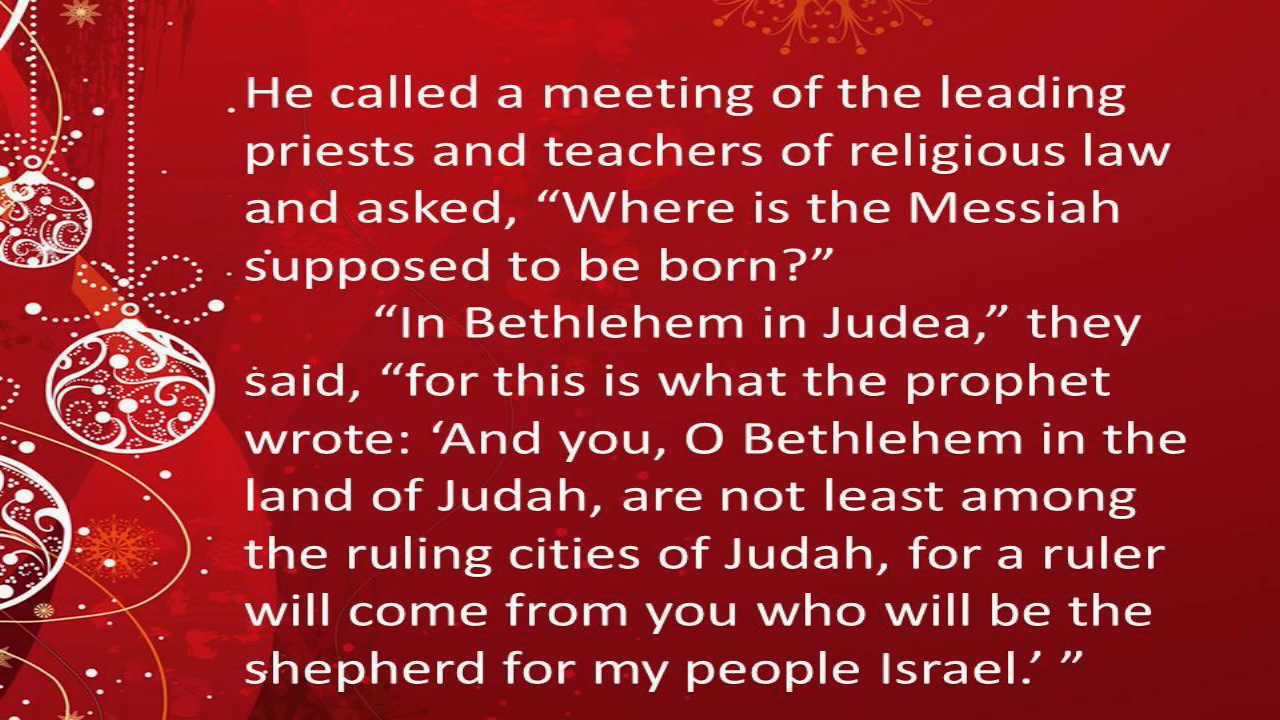 He called a meeting of the leading
priests and teachers of religious law
and asked, “Where is the Messiah
supposed to be born?”
“In Bethlehem in Judea,” they
said, “for this is what the prophet
wrote: ‘And you, O Bethlehem in the
land of Judah, are not least among
the ruling cities of Judah, for a ruler
will come from you who will be the
shepherd for my people Israel.’ ”